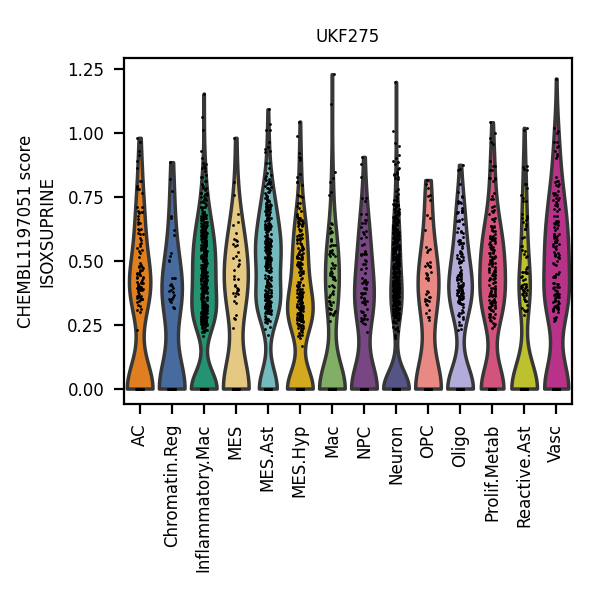 UKF275
CHEMBL1197051 score
ISOXSUPRINE
1.25
1.00
0.75
0.50
0.25
0.00
AC
Chromatin.Reg
Inflammatory.Mac
MES
MES.Ast
MES.Hyp
Mac
NPC
Neuron
OPC
Oligo
Prolif.Metab
Reactive.Ast
Vasc